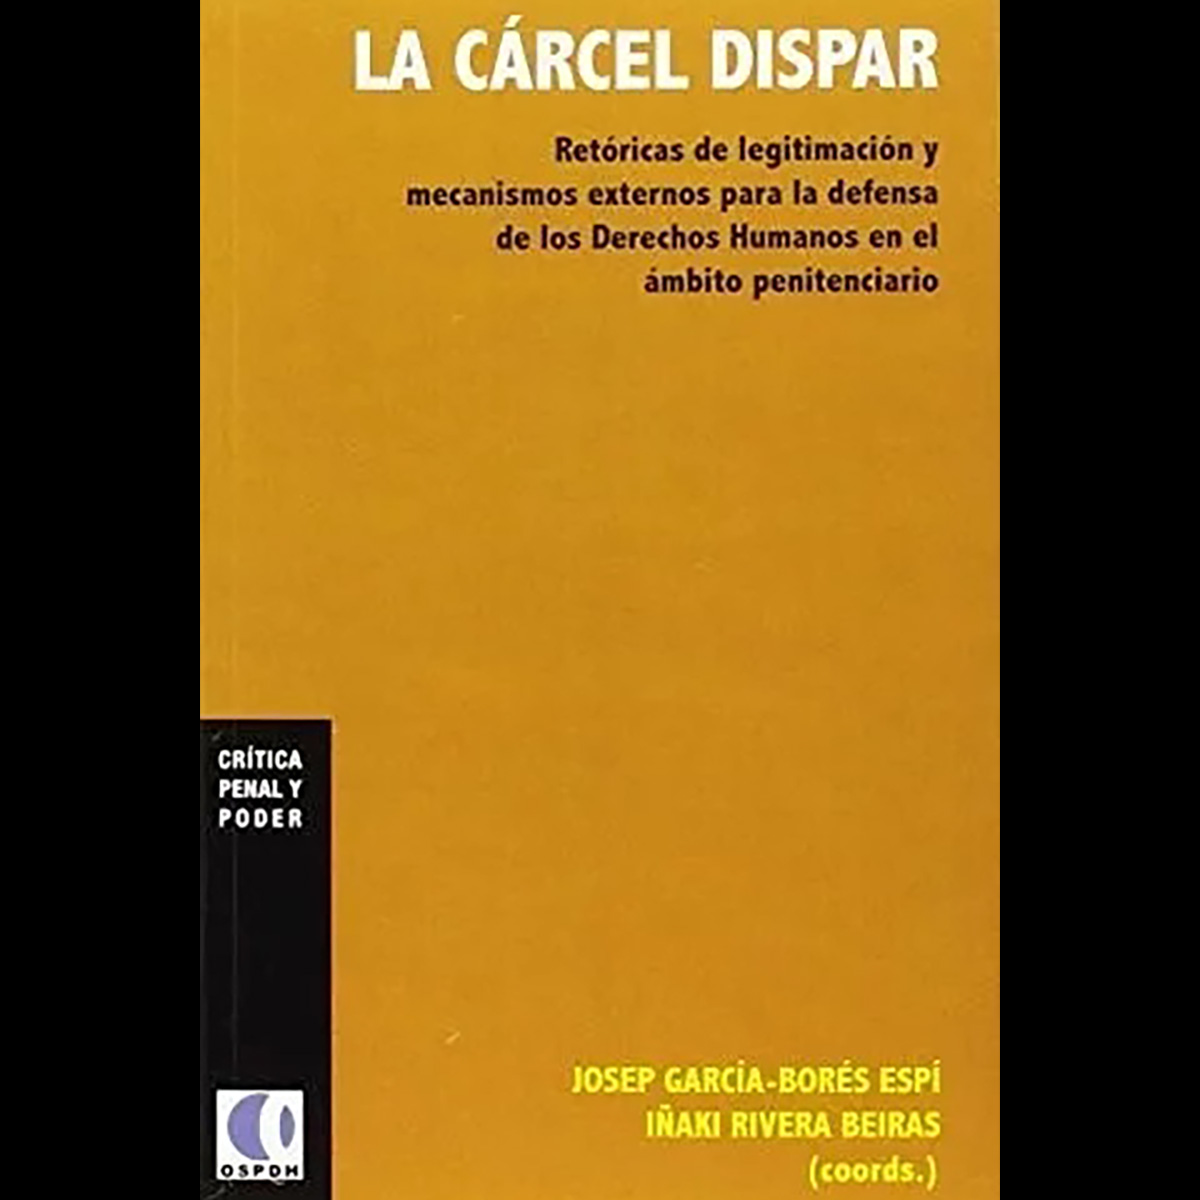 LA CÁRCEL DISPAR
Retóricas de legitimación y
mecanismos externos para la defensa
de los Derechos Humanos en el
ámbito penitenciario
CRÍTICA
PENAL Y
PODER
OSPDH
JOSEP GARCÍA-BORÉS ESPÍ
IÑAKI RIVERA BEIRAS
(coords.)